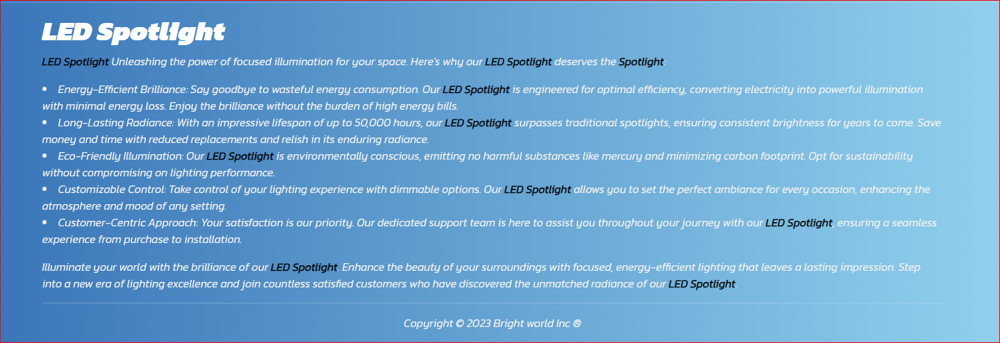 LED Spotlight
LED Spotlight Unleashing the power of focused illumination for your space. Here's why our LED Spotlight deserves the Spotlight:
• Energy-Efficient Brilliance: Say goodbye to wasteful energy consumption. Our LED Spotlight is engineered for optimal efficiency, converting electricity into powerful illumination
with minimal energy loss. Enjoy the brilliance without the burden of high energy bills.
• Long-Lasting Radiance: With an impressive lifespan of up to 50,000 hours, our LED Spotlight surpasses traditional spotlights, ensuring consistent brightness for years to come. Save
money and time with reduced replacements and relish in its enduring radiance.
• Eco-Friendly Illumination: Our LED Spotlight is environmentally conscious, emitting no harmful substances like mercury and minimizing carbon footprint. Opt for sustainability
without compromising on lighting performance.
• Customizable Control: Take control of your lighting experience with dimmable options. Our LED Spotlight allows you to set the perfect ambiance for every occasion, enhancing the
atmosphere and mood of any setting.
• Customer-Centric Approach: Your satisfaction is our priority. Our dedicated support team is here to assist you throughout your journey with our LED Spotlight, ensuring a seamless
experience from purchase to installation.
Illuminate your world with the brilliance of our LED Spotlight. Enhance the beauty of your surroundings with focused, energy-efficient lighting that leaves a lasting impression. Step
into a new era of lighting excellence and join countless satisfied customers who have discovered the unmatched radiance of our LED Spotlight
Copyright © 2023 Bright world Inc ®